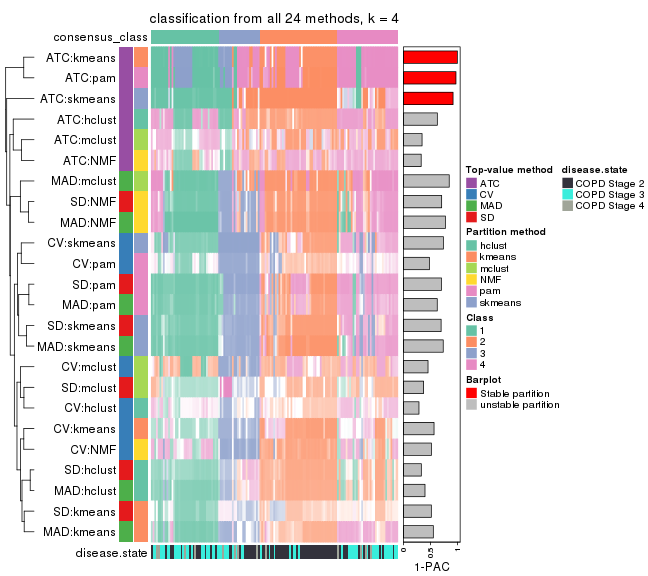 classification from all 24 methods, k = 4
consensus_class
ATC:kmeans
ATC:pam
ATC:skmeans
ATC:hclust
ATC:mclust
ATC:NMF
MAD:mclust
SD:NMF
MAD:NMF
CV:skmeans
CV:pam
SD:pam
MAD:pam
SD:skmeans
MAD:skmeans
CV:mclust
SD:mclust
CV:hclust
CV:kmeans
CV:NMF
SD:hclust
MAD:hclust
SD:kmeans
MAD:kmeans
disease.state
0 0.5 1
1-PAC
Top-value method
ATC
CV
MAD
SD
Partition method
hclust
kmeans
mclust
NMF
pam
skmeans
Class
1
2
3
4
Barplot
Stable partition
unstable partition
disease.state
COPD Stage 2
COPD Stage 3
COPD Stage 4